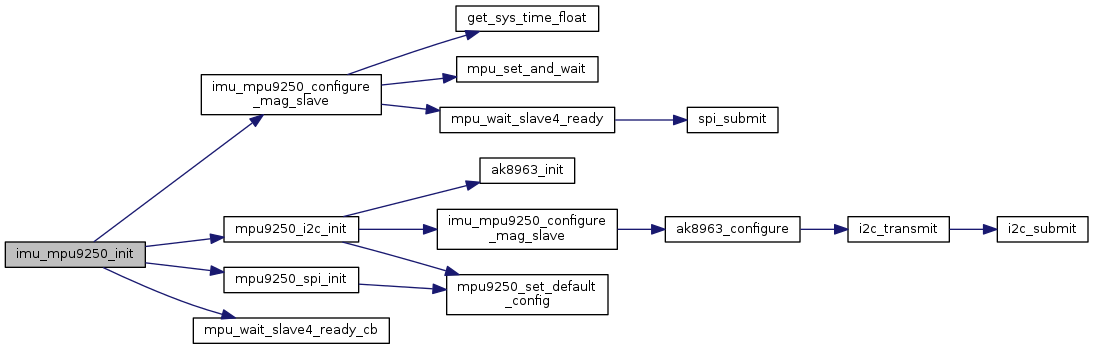 get_sys_time_float
mpu_set_and_wait
imu_mpu9250_configure
_mag_slave
mpu_wait_slave4_ready
spi_submit
ak8963_init
mpu9250_i2c_init
imu_mpu9250_configure
_mag_slave
ak8963_configure
i2c_transmit
i2c_submit
imu_mpu9250_init
mpu9250_spi_init
mpu9250_set_default
_config
mpu_wait_slave4_ready_cb